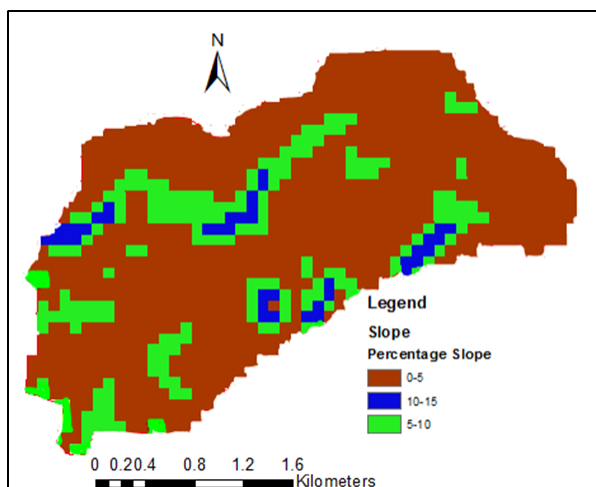 N
Legend
Slope
Percentage Slope
0-5
10-15
5-10
0 0.20.4 0.8 1.2 1.6
Kilometers